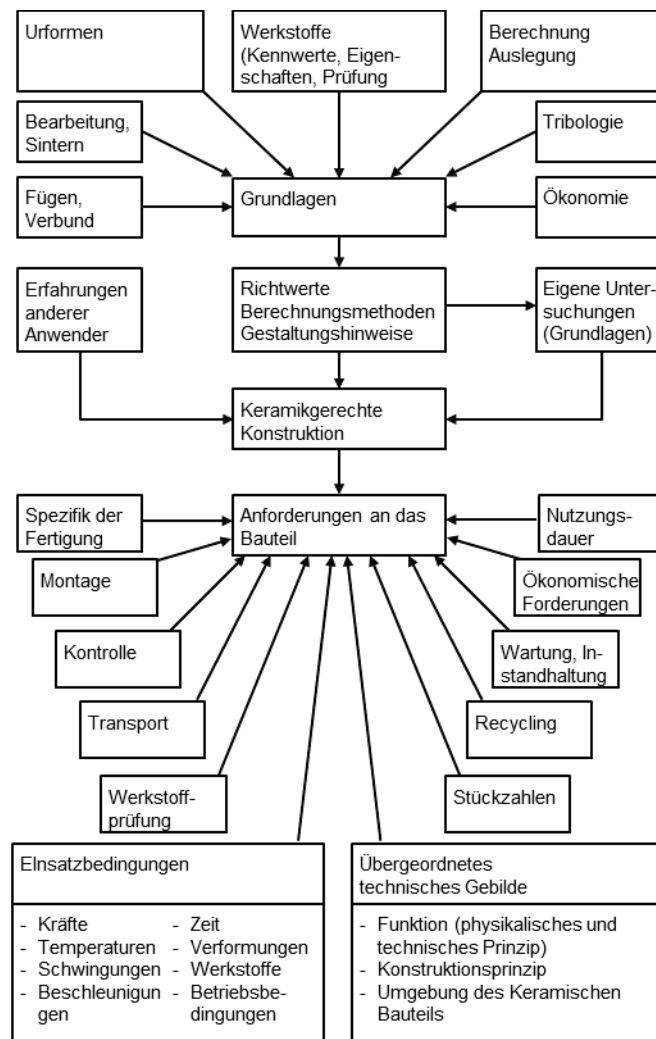 Urformen
Werkstoffe
(Kennwerte, Eigen-
schaften, Prüfung
Berechnung
Auslegung
Bearbeitung,
Sintern
Tribologie
Fügen,
Verbund
Grundlagen
Ökonomie
Erfahrungen
anderer
Anwender
Richtwerte
Berechnungsmethoden
Gestaltungshinweise
Eigene Unter-
suchungen
(Grundlagen)
Keramikgerechte
Konstruktion
Spezifik der
Fertigung
Anforderungen an das
Bauteil
Nutzungs-
dauer
Montage
Ökonomische
Forderungen
Kontrolle
Wartung, In-
standhaltung
Transport
Recycling
Werkstoff-
prüfung
Stückzahlen
EInsatzbedingungen
- Kräfte
- Temperaturen
- Schwingungen
- Beschleunigun
gen
- Zeit
- Verformungen
- Werkstoffe
- Betriebsbe-
dingungen
Übergeordnetes
technisches Gebilde
- Funktion (physikalisches und
technisches Prinzip)
- Konstruktionsprinzip
- Umgebung des Keramischen
Bauteils